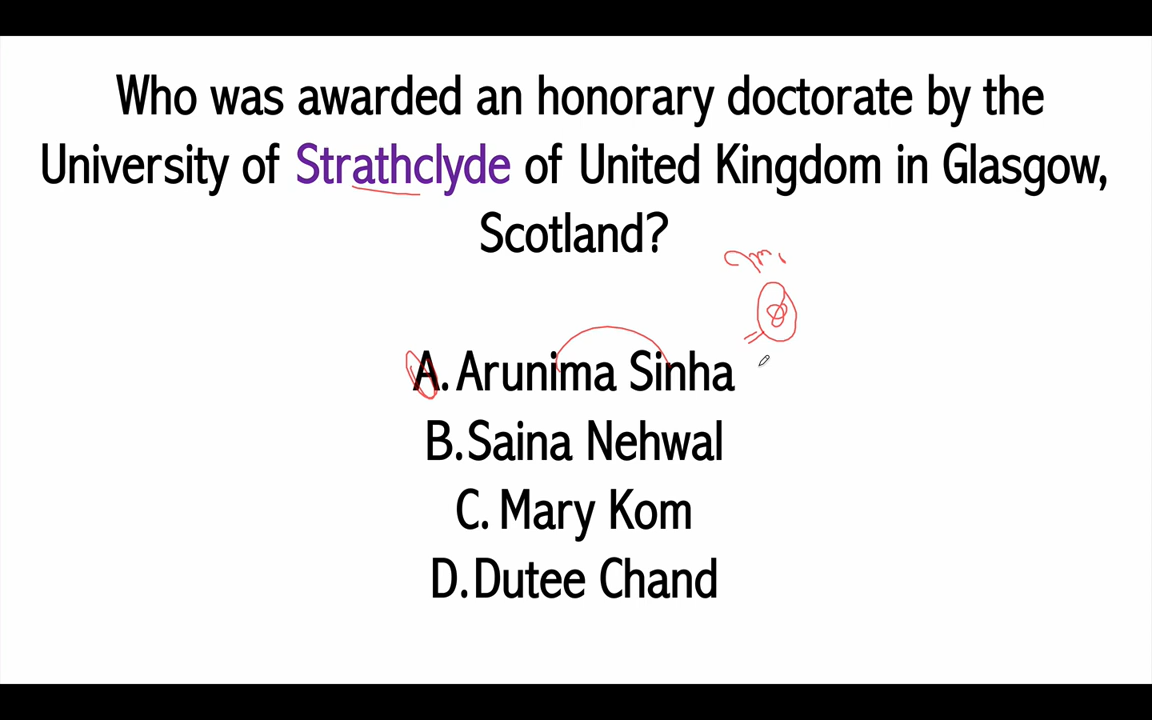 Who was awarded an honorary doctorate by the
University of Strathclyde of United Kingdom in Glasgow,
Scotland?
A. Arunima Sinha
B. Saina Nehwal
C. Mary Kom
D. Dutee Chand